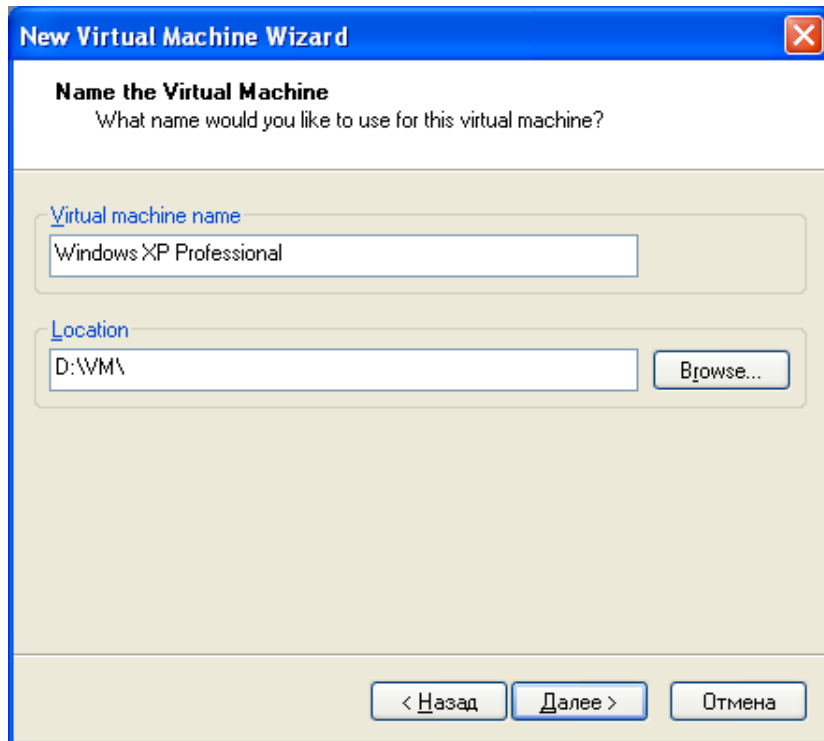 New Virtual Machine Wizard
Name the Virtual Machine
What name would you like to use for this virtual machine?
Virtual machine name
Windows XP Professional
Location
D:\VM\
Browse...
< Назад
Далее >
Отмена